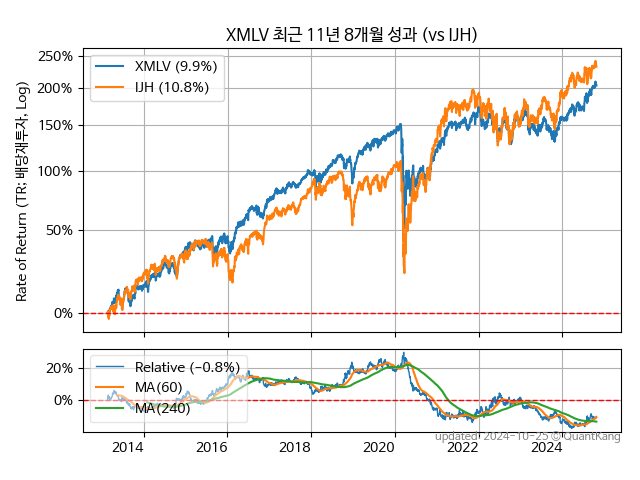 XMLV 최근 11년 8개월 성과 (vs IJH)
Rate of Return (TR; 배당재투자, Log)
250%
200%
150%
100%
50%
0%
XMLV (9.9%)
IJH (10.8%)
20%
0%
Relative (−0.8%)
MA(60)
MA(240)
2014 2016 2018 2020 2022 2024
updated: 2024-10-25 © QuantKang